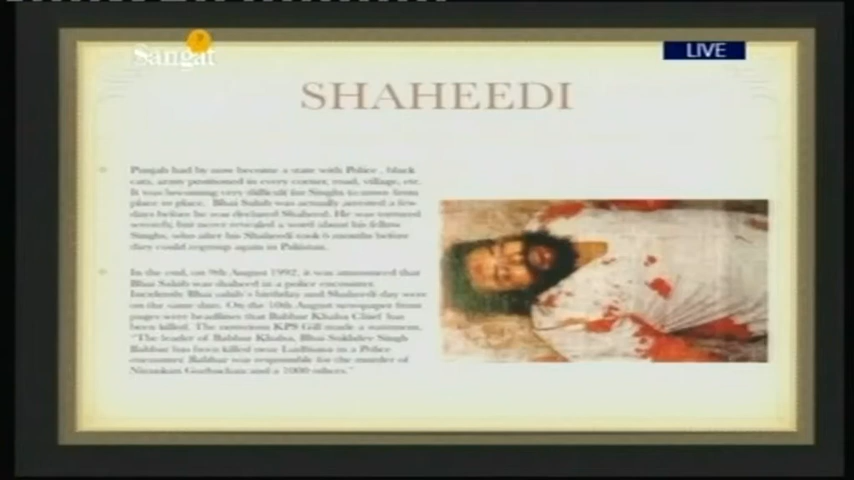 Sangat
LIVE
SHAHEEDI
Punjab had by now become a state with Police , black
cats, army positioned in every corner, road, village, etc.
It was becoming very difficult for Singhs to move from
place to place. Bhai Sahib was actually arrested a few
days before he was declared Shaheed. He was tortured
severely, but never revealed a word about his fellow
Singhs, who after his Shaheedi took 6 months before
they could regroup again in Pakistan.
In the end, on 9th August 1992, it was announced that
Bhai Sahib was shaheed in a police encounter.
Incidently Bhai sahib's birthday and Shaheedi day were
on the same date. On the 10th August newspaper front
pages were headlines that Babbar Khalsa Chief has
been killed. The notorious KPS Gill made a statement,
"The leader of Babbar Khalsa, Bhai Sukhdev Singh
Babbar has been killed near Ludhiana in a Police
encounter. Babbar was responsible for the murder of
Nirankari Gurbachan and a 1000 others."